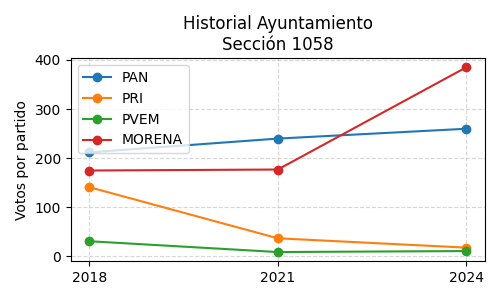 Historial Ayuntamiento
Sección 1058
Votos por partido
400
300
200
100
0
PAN
PRI
PVEM
MORENA
2018
2021
2024